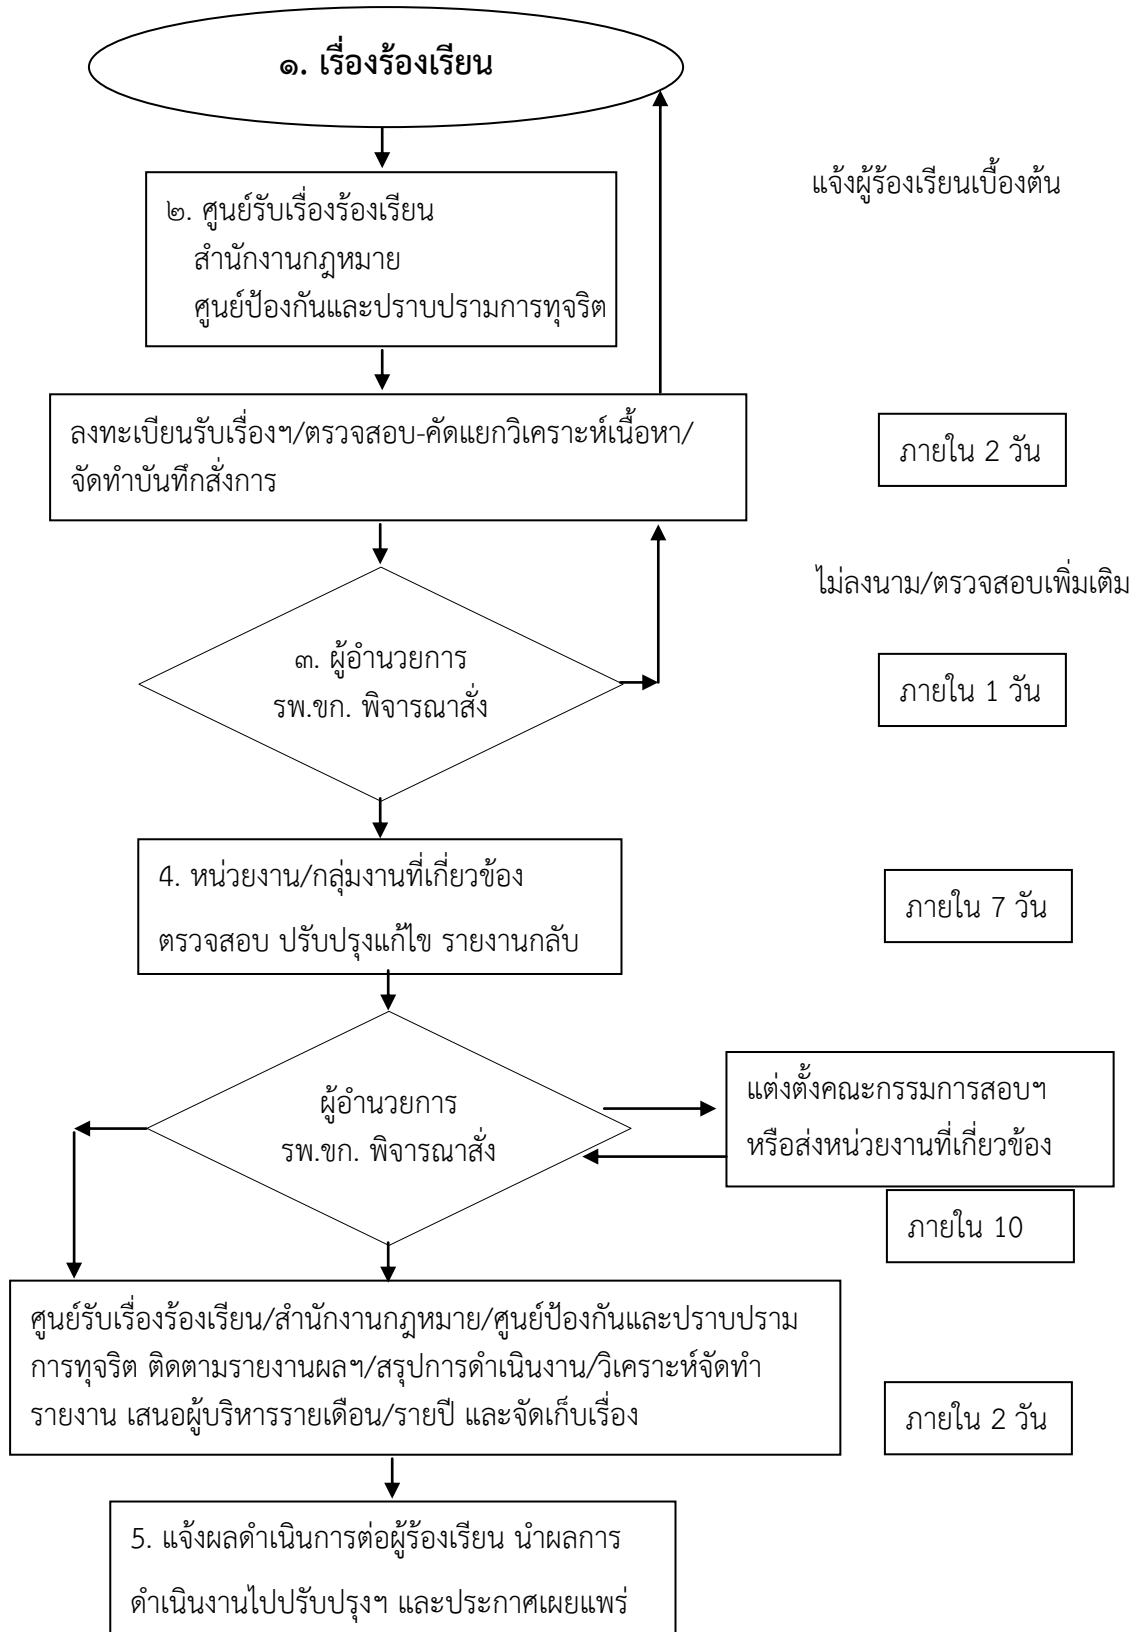 ๑. เรื่องร้องเรียน
แจ้งผู้ร้องเรียนเบื้องต้น
๒. ศูนย์รับเรื่องร้องเรียน
สำนักงานกฎหมาย
ศูนย์ป้องกันและปราบปรามการทุจริต
ลงทะเบียนรับเรื่องฯ/ตรวจสอบ-คัดแยกวิเคราะห์เนื้อหา/
จัดทำบันทึกสั่งการ
ภายใน 2 วัน
ไม่ลงนาม/ตรวจสอบเพิ่มเติม
๓. ผู้อำนวยการ
รพ.ขก. พิจารณาสั่ง
ภายใน 1 วัน
4. หน่วยงาน/กลุ่มงานที่เกี่ยวข้อง
ตรวจสอบ ปรับปรุงแก้ไข รายงานกลับ
ภายใน 7 วัน
ผู้อำนวยการ
รพ.ขก. พิจารณาสั่ง
แต่งตั้งคณะกรรมการสอบฯ
หรือส่งหน่วยงานที่เกี่ยวข้อง
ภายใน 10
ศูนย์รับเรื่องร้องเรียน/สำนักงานกฎหมาย/ศูนย์ป้องกันและปราบปราม
การทุจริต ติดตามรายงานผลฯ/สรุปการดำเนินงาน/วิเคราะห์จัดทำ
รายงาน เสนอผู้บริหารรายเดือน/รายปี และจัดเก็บเรื่อง
ภายใน 2 วัน
5. แจ้งผลดำเนินการต่อผู้ร้องเรียน นำผลการ
ดำเนินงานไปปรับปรุงฯ และประกาศเผยแพร่